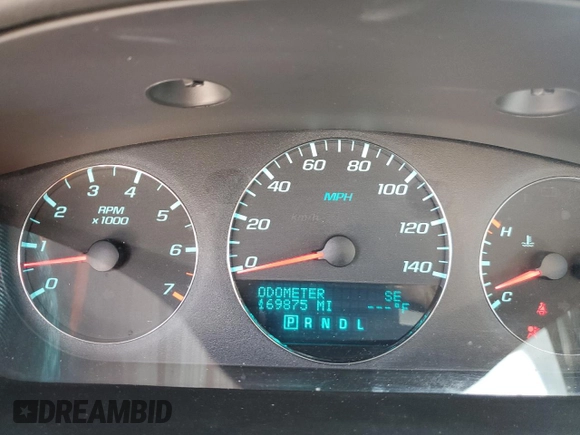 1 2 3 4 5 6 7 0
RPM
x1000
0 20 40 60 80 100 120 140
MPH
H
C
ODOMETER SE
69875 MI ---°F
P R N D L
DREAMBID